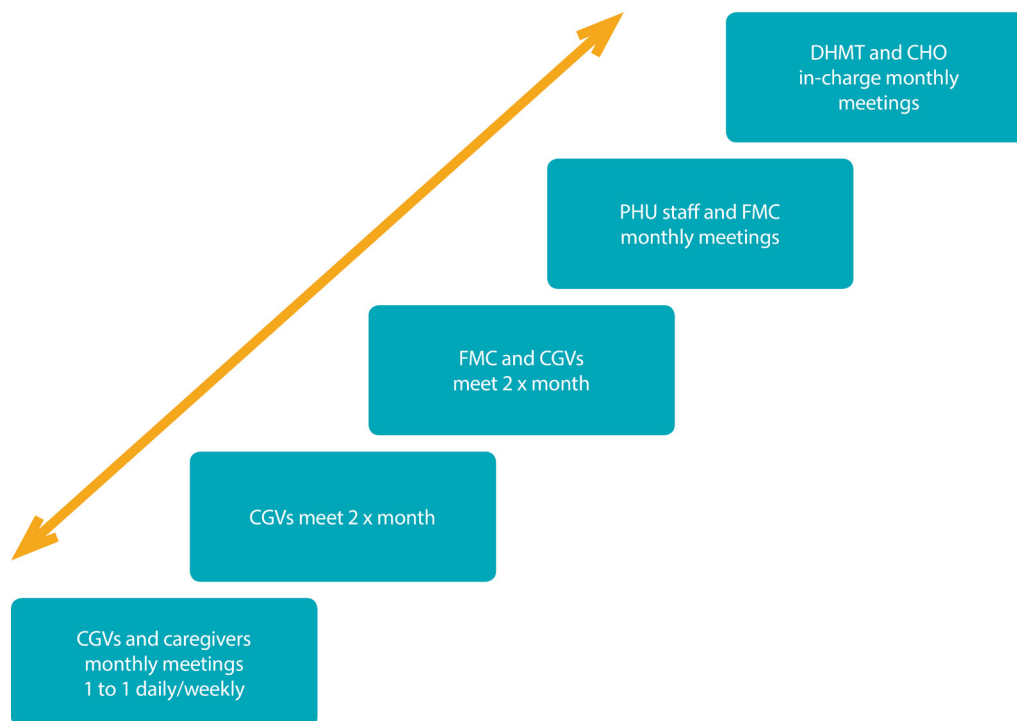 DHMT and CHO
in-charge monthly
meetings
PHU staff and FMC
monthly meetings
FMC and CGVs
meet 2 x month
CGVs meet 2 x month
CGVs and caregivers
monthly meetings
1 to 1 daily/weekly